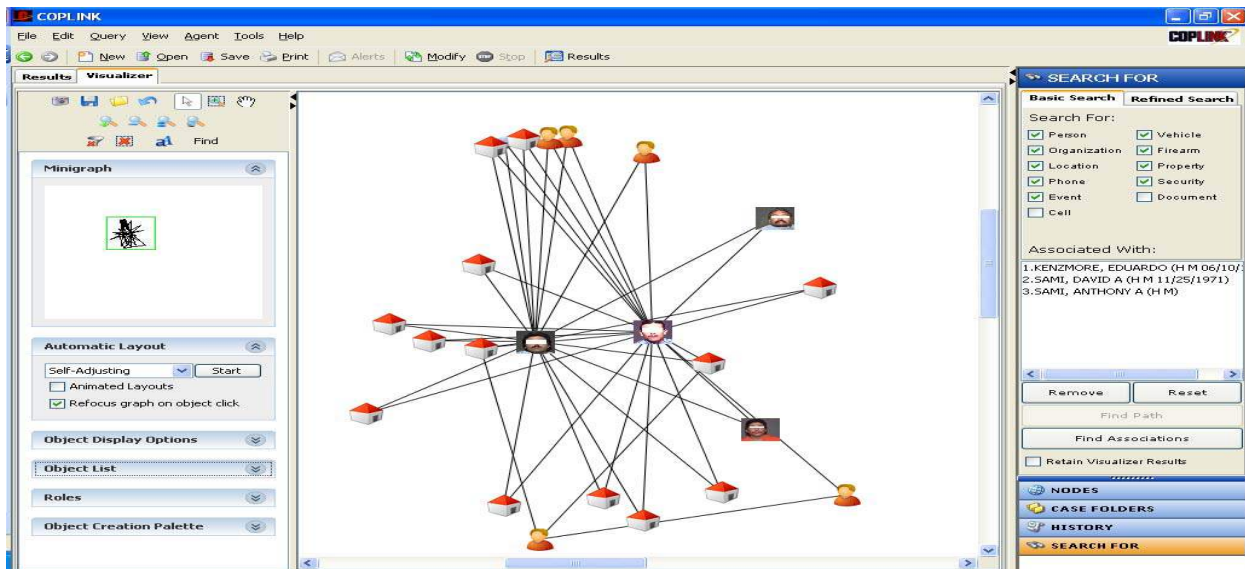 COPLINK
File Edit Query View Agent Tools Help
COPLINK
New Open Save Print Alerts Modify Stop Results
Results Visualizer
Find
Minigraph
Automatic Layout
Self-Adjusting Start
Animated Layouts
Refocus graph on object click
Object Display Options
Object List
Roles
Object Creation Palette
SEARCH FOR
Basic Search Refined Search
Search For:
Person Vehicle
Organization Firearm
Location Property
Phone Security
Event Document
Cell
Associated With:
1.KENZMORE, EDUARDO (H M 06/10/
2.SAMI, DAVID A (H M 11/25/1971)
3.SAMI, ANTHONY A (H M)
Remove Reset
Find Path
Find Associations
Retain Visualizer Results
NODES
CASE FOLDERS
HISTORY
SEARCH FOR